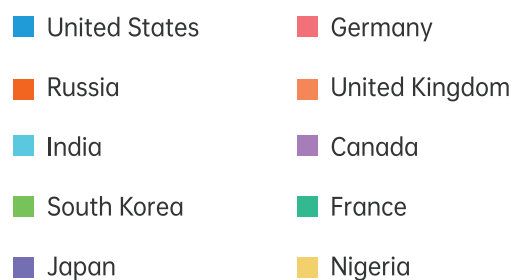 United States
Russia
India
South Korea
Japan
Germany
United Kingdom
Canada
France
Nigeria